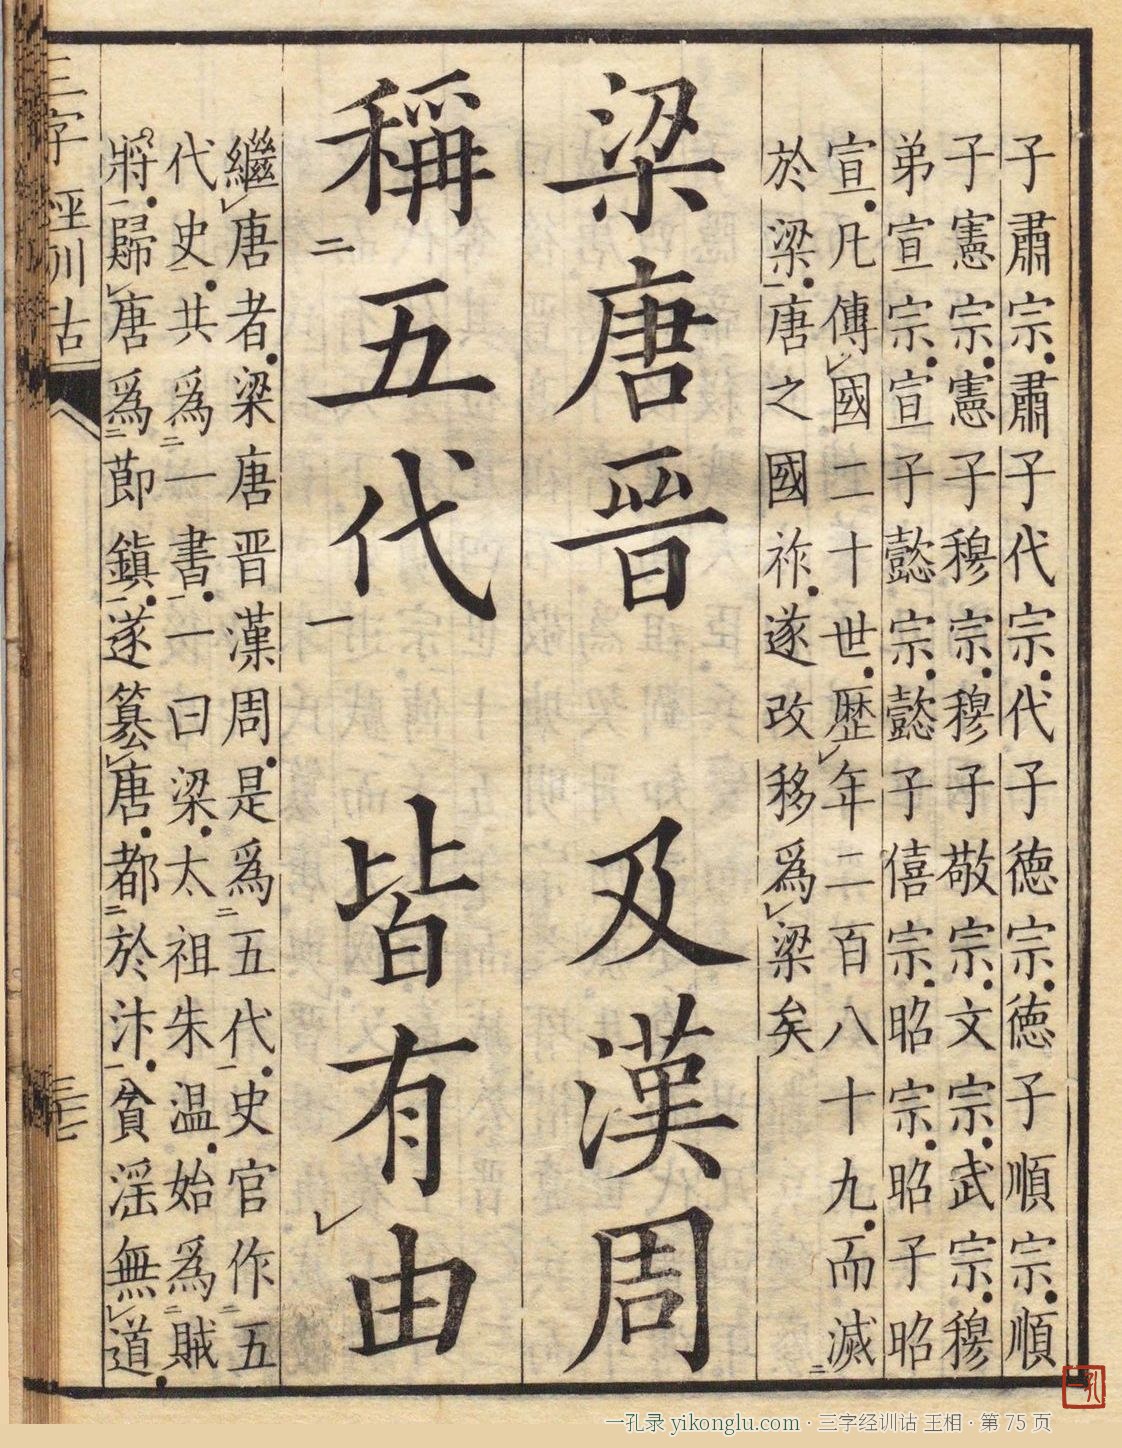 子肅宗肅子代宗代子徳宗徳子順宗順
子憲宗憲子穆宗穆子敬宗文宗武宗穆
弟宣宗宣子懿宗懿子僖宗昭宗昭子昭
宣凡傳國二十世歷年二百八十九而滅
於梁唐之國祚遂改移爲梁矣
梁唐晉 及漢周
稱五代 皆有由
繼唐者梁唐晋漢周是爲五代史官作五
代史共爲一書一曰梁太祖朱温始爲賊
將歸唐爲節鎮遂簒唐都於汴貧淫無道
三字經訓詁
一孔
一孔录 yikonglu.com · 三字经训诂 王相 · 第 75 页